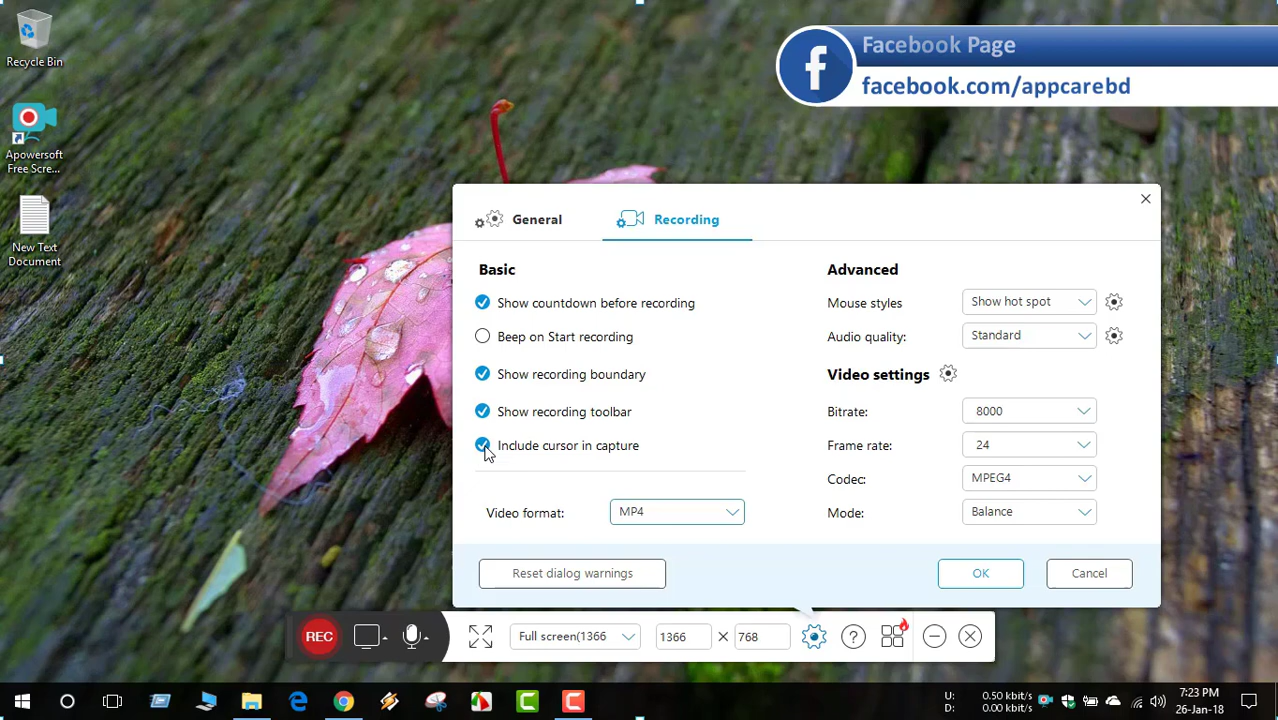 Recycle Bin
Apowersoft
Free Scre...
New Text
Document
Facebook Page
facebook.com/appcarebd
General
Recording
Basic
Show countdown before recording
Beep on Start recording
Show recording boundary
Show recording toolbar
Include cursor in capture
Video format:
MP4
Advanced
Mouse styles
Show hot spot
Audio quality:
Standard
Video settings
Bitrate:
8000
Frame rate:
24
Codec:
MPEG4
Mode:
Balance
Reset dialog warnings
OK
Cancel
REC
Full screen(1366
1366
×
768
U: 0.50 kbit/s
D: 0.00 kbit/s
7:23 PM
26-Jan-18